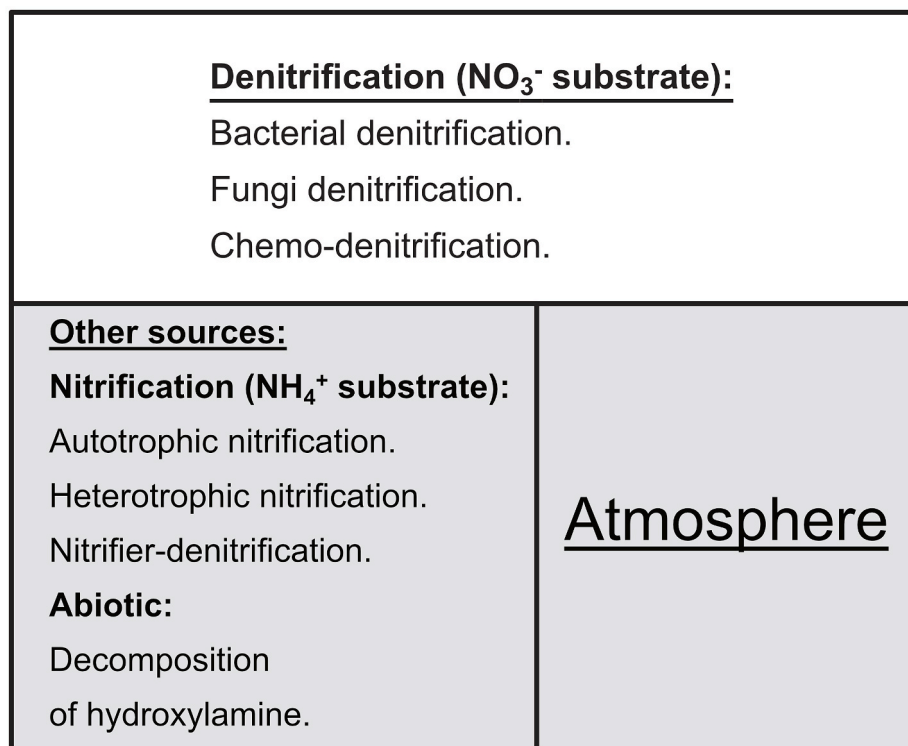 Denitrification (NO₃⁻ substrate):
Bacterial denitrification.
Fungi denitrification.
Chemo-denitrification.
Other sources:
Nitrification (NH₄⁺ substrate):
Autotrophic nitrification.
Heterotrophic nitrification.
Nitrifier-denitrification.
Abiotic:
Decomposition
of hydroxylamine.
Atmosphere